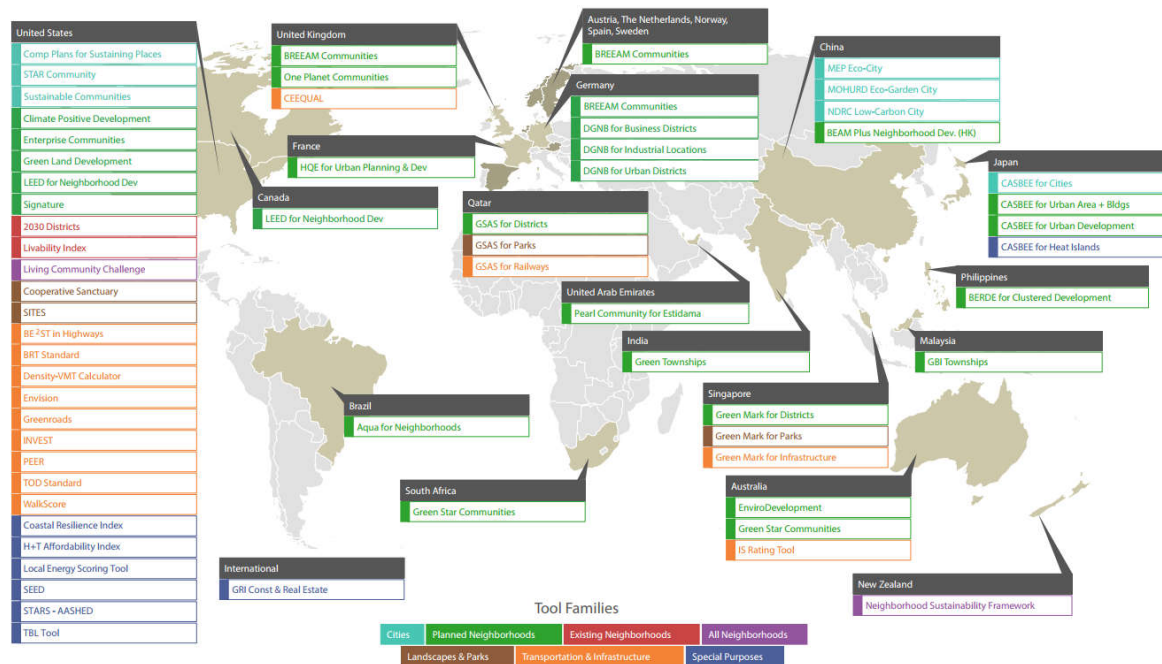 United States
Comp Plans for Sustaining Places
STAR Community
Sustainable Communities
Climate Positive Development
Enterprise Communities
Green Land Development
LEED for Neighborhood Dev
Signature
2030 Districts
Livability Index
Living Community Challenge
Cooperative Sanctuary
SITES
BE²ST in Highways
BRT Standard
Density-VMT Calculator
Envision
Greenroads
INVEST
PEER
TOD Standard
WalkScore
Coastal Resilience Index
H+T Affordability Index
Local Energy Scoring Tool
SEED
STARS - AASHED
TBL Tool
United Kingdom
BREEAM Communities
One Planet Communities
CEEQUAL
Austria, The Netherlands, Norway,
Spain, Sweden
BREEAM Communities
Germany
BREEAM Communities
DGNB for Business Districts
DGNB for Industrial Locations
DGNB for Urban Districts
China
MEP Eco-City
MOHURD Eco-Garden City
NDRC Low-Carbon City
BEAM Plus Neighborhood Dev. (HK)
France
HQE for Urban Planning & Dev
Canada
LEED for Neighborhood Dev
Qatar
GSAS for Districts
GSAS for Parks
GSAS for Railways
Japan
CASBEE for Cities
CASBEE for Urban Area + Bldgs
CASBEE for Urban Development
CASBEE for Heat Islands
United Arab Emirates
Pearl Community for Estidama
Philippines
BERDE for Clustered Development
India
Green Townships
Malaysia
GBI Townships
Brazil
Aqua for Neighborhoods
Singapore
Green Mark for Districts
Green Mark for Parks
Green Mark for Infrastructure
South Africa
Green Star Communities
Australia
EnviroDevelopment
Green Star Communities
IS Rating Tool
International
GRI Const & Real Estate
New Zealand
Neighborhood Sustainability Framework
Tool Families
Cities Planned Neighborhoods Existing Neighborhoods All Neighborhoods
Landscapes & Parks Transportation & Infrastructure Special Purposes